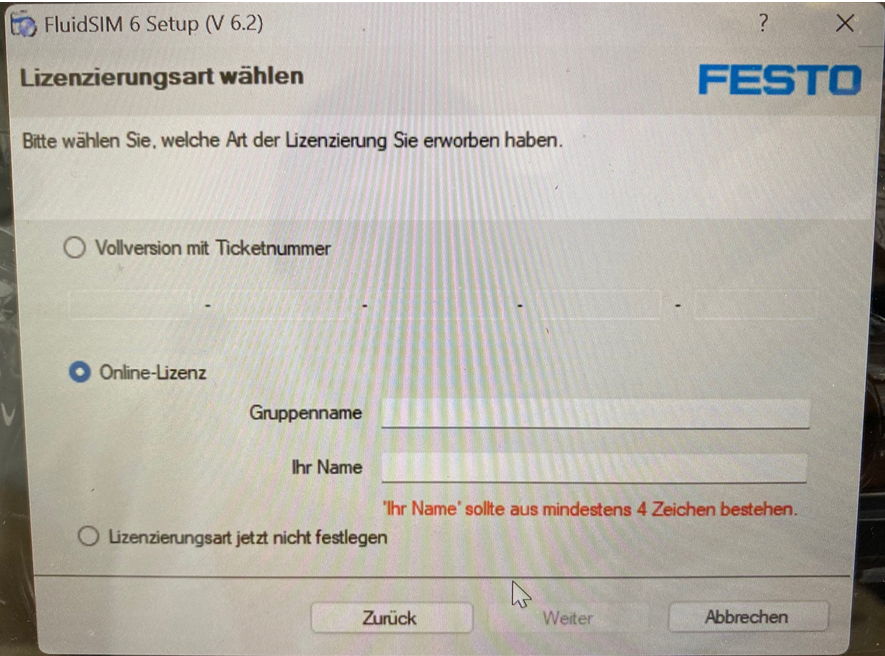 FluidSIM 6 Setup (V 6.2)
?
Lizenzierungsart wählen
FESTO
Bitte wählen Sie, welche Art der Lizenzierung Sie erworben haben.
Vollversion mit Ticketnummer
- - - -
Online-Lizenz
Gruppenname
Ihr Name
'Ihr Name' sollte aus mindestens 4 Zeichen bestehen.
Lizenzierungsart jetzt nicht festlegen
Zurück Weiter Abbrechen